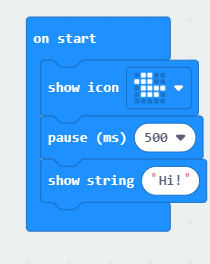 on start
show icon
pause (ms) 500
show string "Hi!"